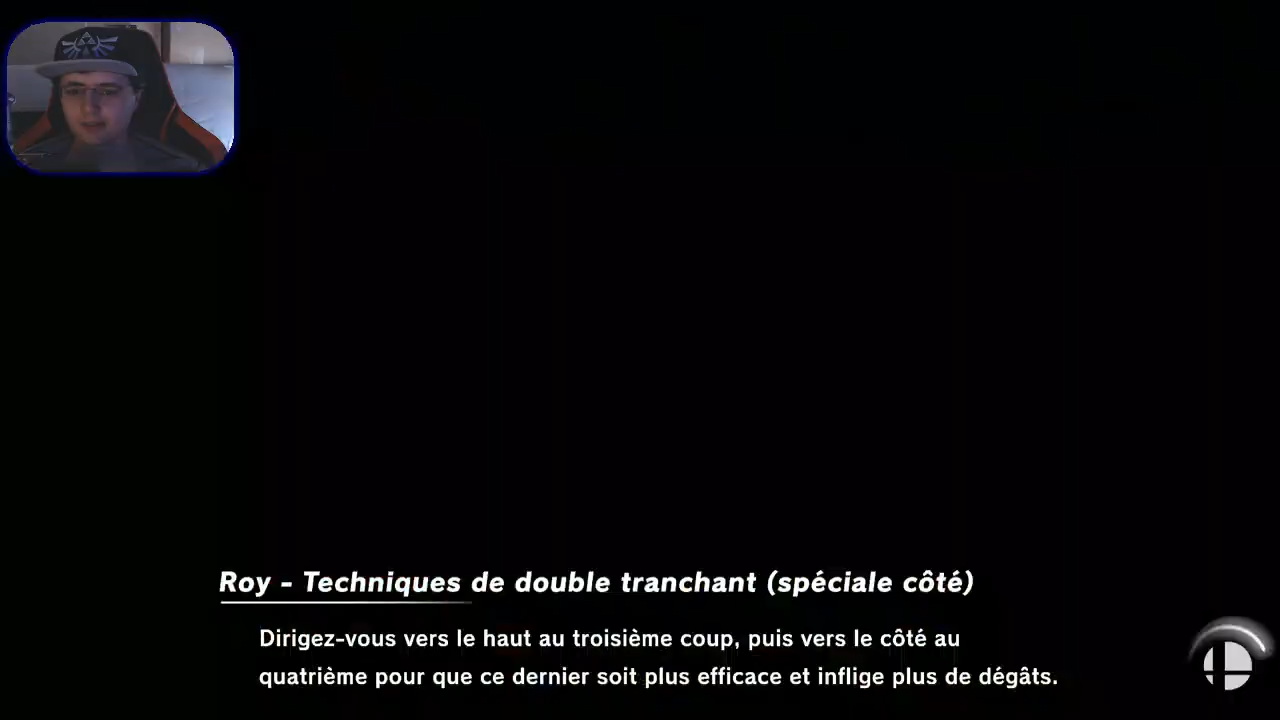 Roy - Techniques de double tranchant (spéciale côté)
Dirigez-vous vers le haut au troisième coup, puis vers le côté au
quatrième pour que ce dernier soit plus efficace et inflige plus de dégâts.